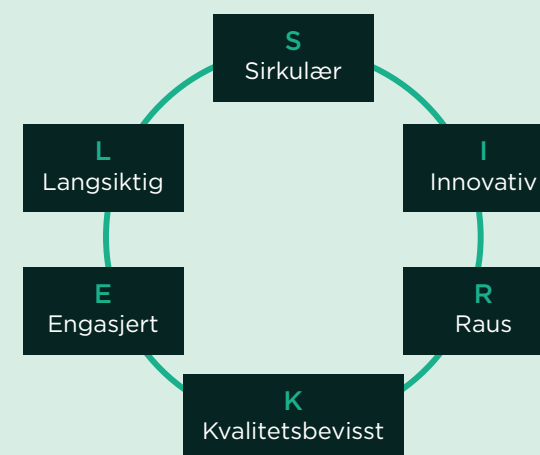 S
Sirkulær
I
Innovativ
R
Raus
K
Kvalitetsbevisst
E
Engasjert
L
Langsiktig